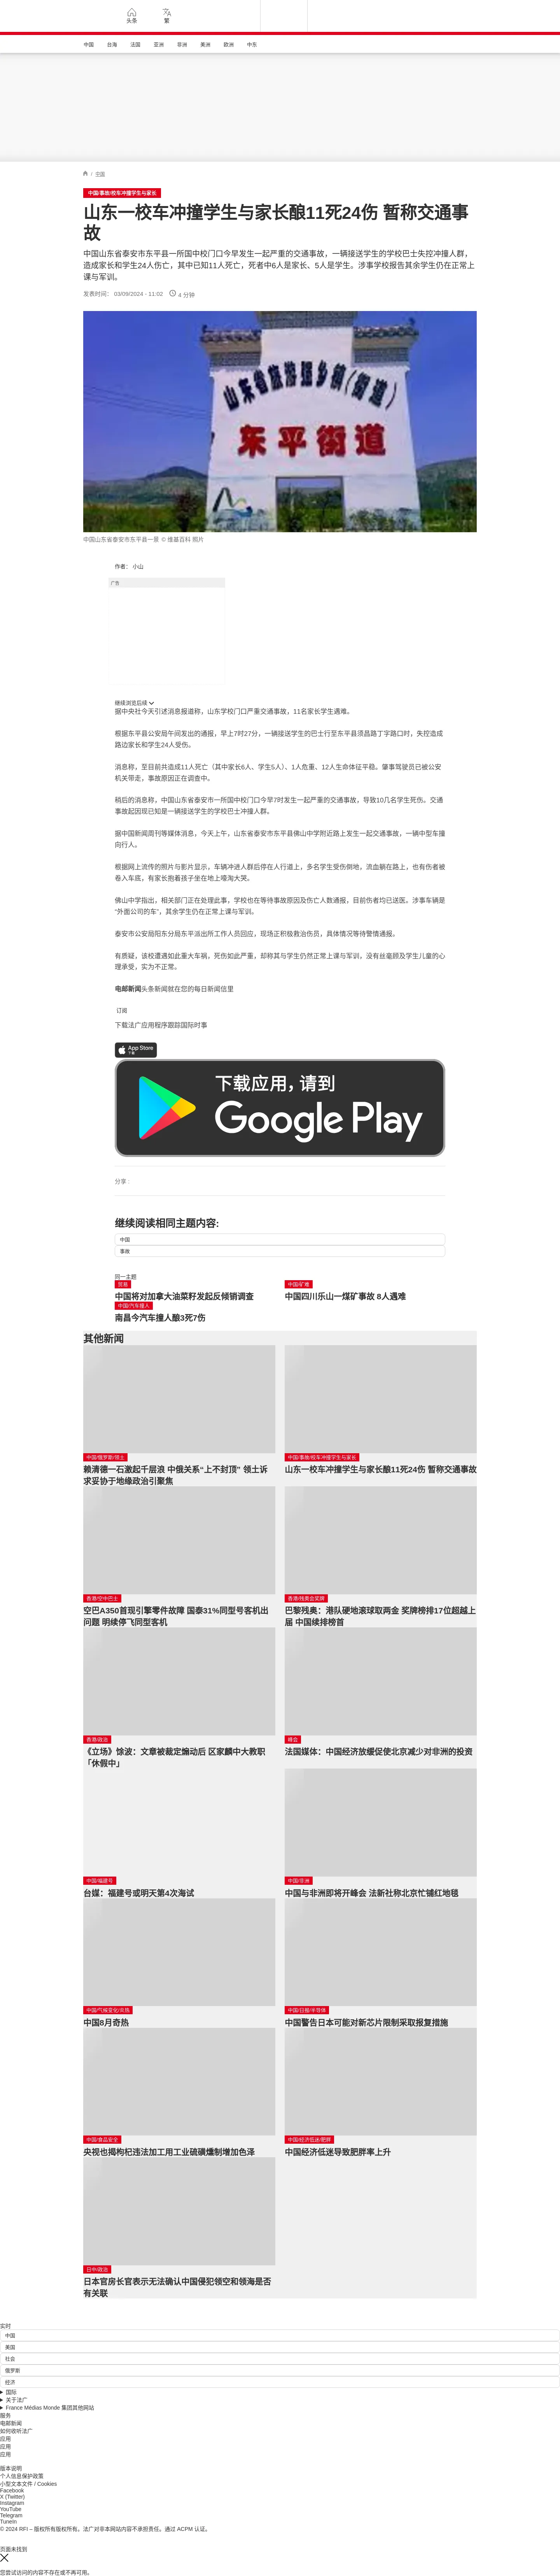 头条
繁
中国
台海
法国
亚洲
非洲
美洲
欧洲
中东
/ 中国
中国/事故/校车冲撞学生与家长
山东一校车冲撞学生与家长酿11死24伤 暂称交通事
故
中国山东省泰安市东平县一所国中校门口今早发生一起严重的交通事故，一辆接送学生的学校巴士失控冲撞人群，
造成家长和学生24人伤亡，其中已知11人死亡，死者中6人是家长、5人是学生。涉事学校报告其余学生仍在正常上
课与军训。
发表时间： 03/09/2024 - 11:02
4 分钟
东平街道
中国山东省泰安市东平县一景 © 维基百科 照片
作者： 小山
广告
继续浏览后续
据中央社今天引述消息报道称，山东学校门口严重交通事故，11名家长学生遇难。
根据东平县公安局午间发出的通报，早上7时27分，一辆接送学生的巴士行至东平县须昌路丁字路口时，失控造成
路边家长和学生24人受伤。
消息称，至目前共造成11人死亡（其中家长6人、学生5人）、1人危重、12人生命体征平稳。肇事驾驶员已被公安
机关带走，事故原因正在调查中。
稍后的消息称，中国山东省泰安市一所国中校门口今早7时发生一起严重的交通事故，导致10几名学生死伤。交通
事故起因现已知是一辆接送学生的学校巴士冲撞人群。
据中国新闻周刊等媒体消息，今天上午，山东省泰安市东平县佛山中学附近路上发生一起交通事故，一辆中型车撞
向行人。
根据网上流传的照片与影片显示，车辆冲进人群后停在人行道上，多名学生受伤倒地，流血躺在路上，也有伤者被
卷入车底，有家长抱着孩子坐在地上嚎淘大哭。
佛山中学指出，相关部门正在处理此事，学校也在等待事故原因及伤亡人数通报，目前伤者均已送医。涉事车辆是
“外面公司的车”，其余学生仍在正常上课与军训。
泰安市公安局阳东分局东平派出所工作人员回应，现场正积极救治伤员，具体情况等待警情通报。
有质疑，该校遭遇如此重大车祸，死伤如此严重，却称其与学生仍然正常上课与军训，没有丝毫顾及学生儿童的心
理承受，实为不正常。
电邮新闻头条新闻就在您的每日新闻信里
订阅
下载法广应用程序跟踪国际时事
App Store
下载
下载应用，请到
Google Play
分享 :
继续阅读相同主题内容:
中国
事故
同一主题
贸易
中国将对加拿大油菜籽发起反倾销调查
中国/矿难
中国四川乐山一煤矿事故 8人遇难
中国/汽车撞人
南昌今汽车撞人酿3死7伤
其他新闻
中国/俄罗斯/领土
赖清德一石激起千层浪 中俄关系“上不封顶” 领土诉
求妥协于地缘政治引聚焦
中国/事故/校车冲撞学生与家长
山东一校车冲撞学生与家长酿11死24伤 暂称交通事故
香港/空中巴士
空巴A350首现引擎零件故障 国泰31%同型号客机出
问题 明续停飞同型客机
香港/残奥会奖牌
巴黎残奥：港队硬地滚球取两金 奖牌榜排17位超越上
届 中国续排榜首
香港/政治
《立场》馀波：文章被裁定煽动后 区家麟中大教职
「休假中」
峰会
法国媒体：中国经济放缓促使北京减少对非洲的投资
中国/福建号
台媒：福建号或明天第4次海试
中国/非洲
中国与非洲即将开峰会 法新社称北京忙铺红地毯
中国/气候变化/炎热
中国8月奇热
中国/日报/半导体
中国警告日本可能对新芯片限制采取报复措施
中国/食品安全
央视也揭枸杞违法加工用工业硫磺燻制增加色泽
中国/经济低迷/肥胖
中国经济低迷导致肥胖率上升
日中/政治
日本官房长官表示无法确认中国侵犯领空和领海是否
有关联
实时
中国
美国
社会
俄罗斯
经济
国际
关于法广
France Médias Monde 集团其他网站
服务
电邮新闻
如何收听法广
应用
应用
应用
版本说明
个人信息保护政策
小型文本文件 / Cookies
Facebook
X (Twitter)
Instagram
YouTube
Telegram
TuneIn
© 2024 RFI – 版权所有版权所有。法广对非本网站内容不承担责任。通过 ACPM 认证。
页面未找到
您尝试访问的内容不存在或不再可用。